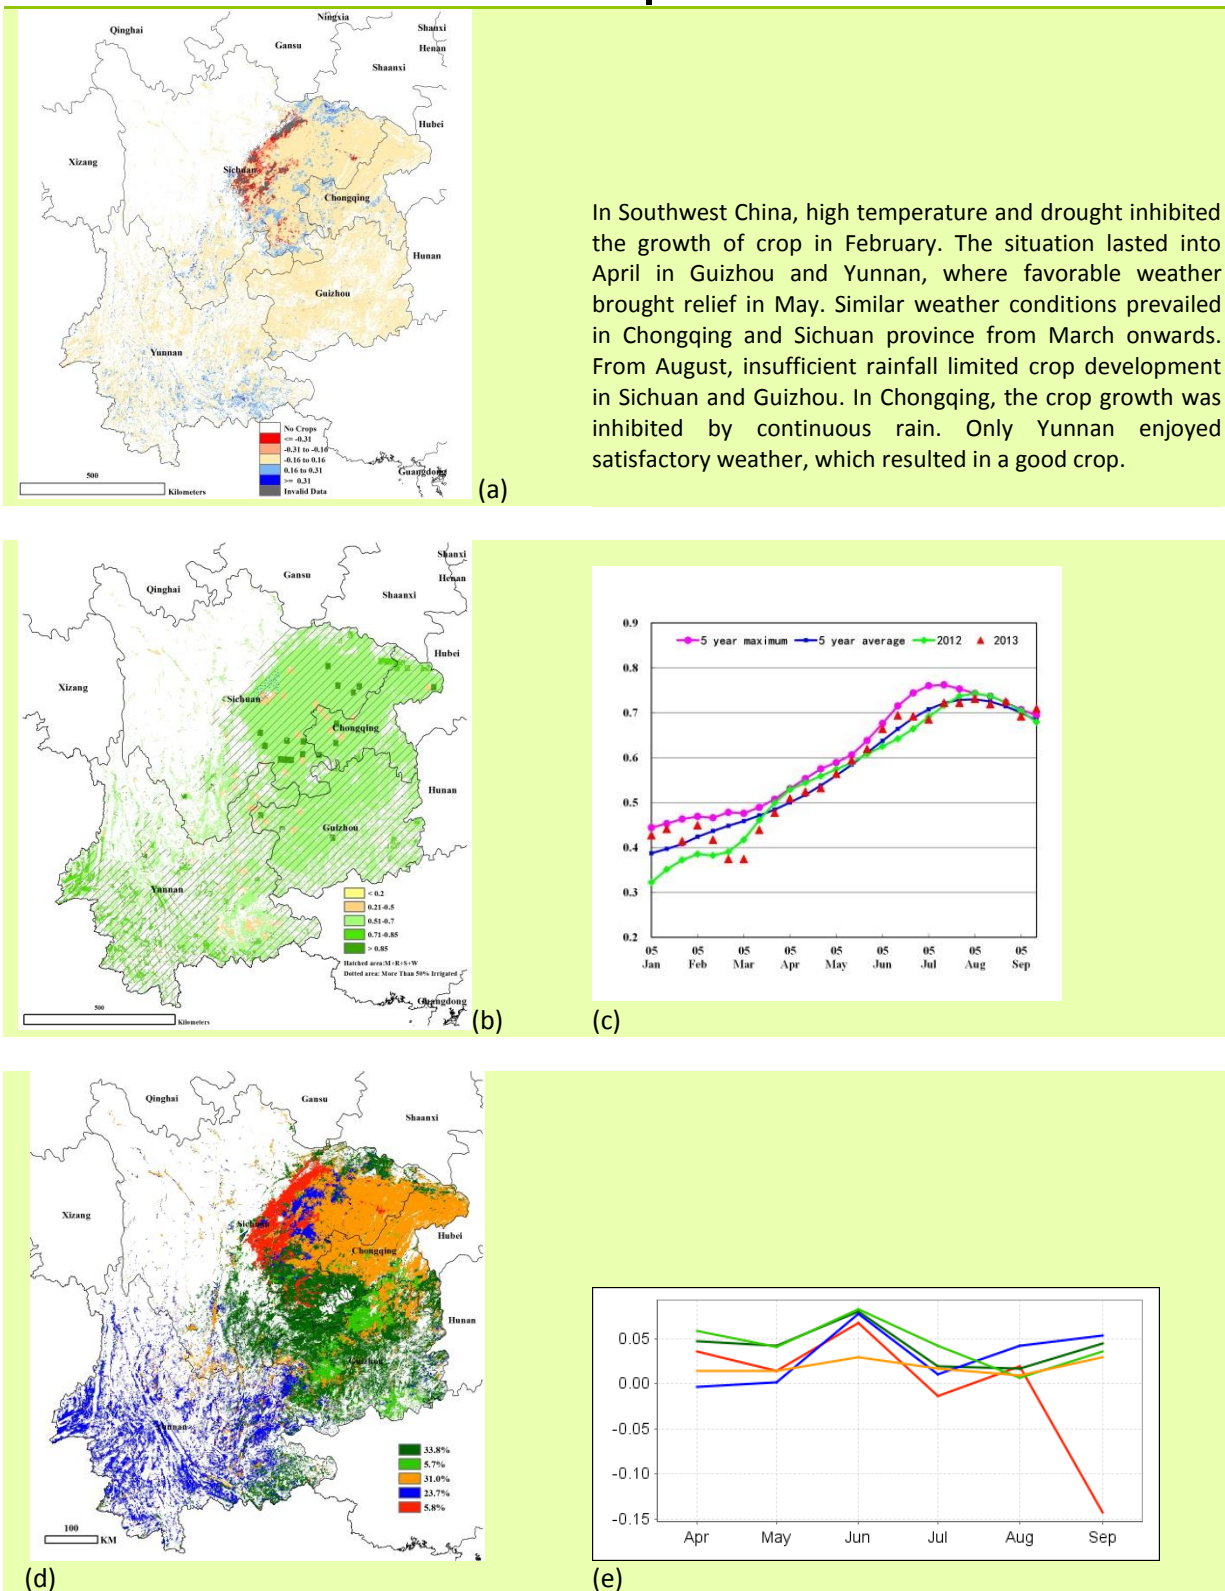 Ningxia
Qinghai
Shanxi
Gansu
Henan
Shaanxi
Hubei
Xizang
Sichuan
Chongqing
Hunan
Guizhou
Yunnan
No Crops
<= -0.31
-0.31 to -0.16
-0.16 to 0.16
0.16 to 0.31
>= 0.31
Invalid Data
Guangdong
500
Kilometers
(a)
In Southwest China, high temperature and drought inhibited
the growth of crop in February. The situation lasted into
April in Guizhou and Yunnan, where favorable weather
brought relief in May. Similar weather conditions prevailed
in Chongqing and Sichuan province from March onwards.
From August, insufficient rainfall limited crop development
in Sichuan and Guizhou. In Chongqing, the crop growth was
inhibited by continuous rain. Only Yunnan enjoyed
satisfactory weather, which resulted in a good crop.
Shanxi
Gansu
Henan
Qinghai
Shaanxi
Hubei
Xizang
Sichuan
Chongqing
Hunan
Guizhou
Yunnan
< 0.2
0.21-0.5
0.51-0.7
0.71-0.85
> 0.85
Hatched area:M+R+S+W
Dotted area: More Than 50% Irrigated
Guangdong
500
Kilometers
(b)
0.9
5 year maximum 5 year average 2012 2013
0.8
0.7
0.6
0.5
0.4
0.3
0.2
05 05 05 05 05 05 05 05 05
Jan Feb Mar Apr May Jun Jul Aug Sep
(c)
Qinghai
Gansu
Shaanxi
Xizang
Sichuan
Hubei
Chongqing
Hunan
Guizhou
Yunnan
33.8%
5.7%
31.0%
23.7%
5.8%
100
KM
(d)
0.05
0.00
-0.05
-0.10
-0.15
Apr May Jun Jul Aug Sep
(e)